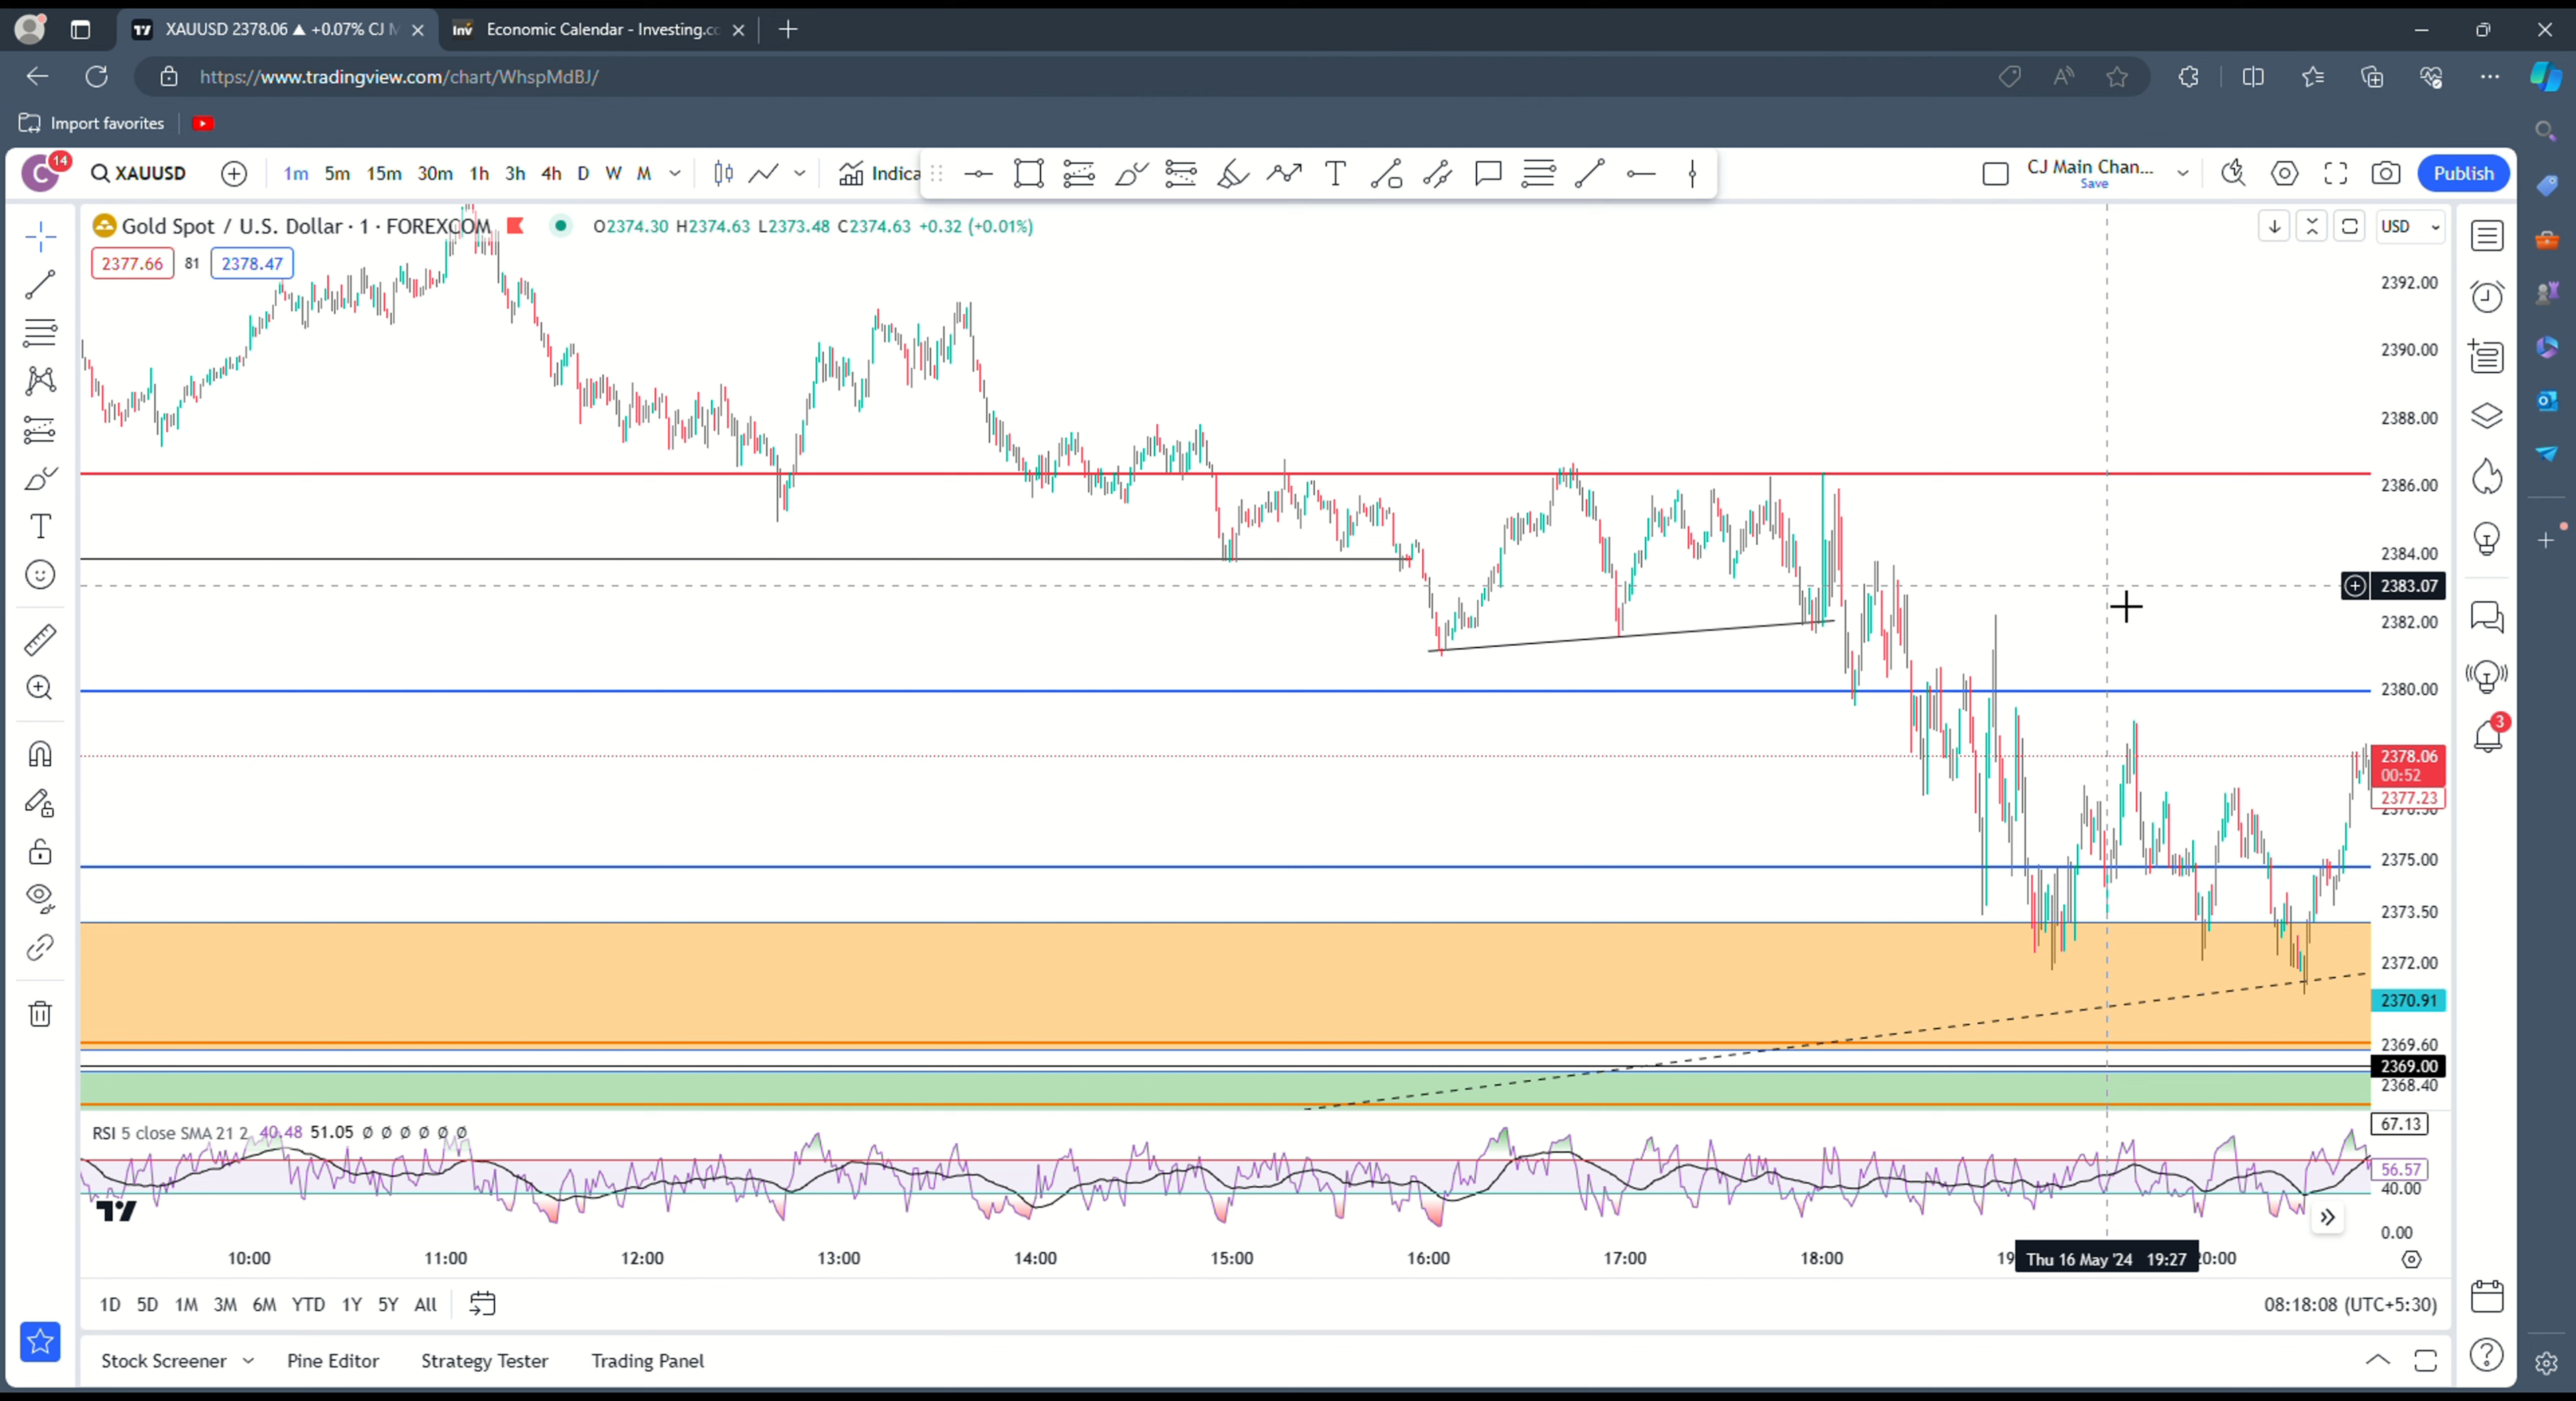 XAUUSD 2378.06 ▲ +0.07% CJ M
Inv Economic Calendar - Investing.co
https://www.tradingview.com/chart/WhspMdBJ/
Import favorites
C 14 XAUUSD 1m 5m 15m 30m 1h 3h 4h D W M Indica T CJ Main Chan... Save Publish
Gold Spot / U.S. Dollar · 1 · FOREXCOM O2374.30 H2374.63 L2373.48 C2374.63 +0.32 (+0.01%) USD
2377.66 81 2378.47
2392.00
2390.00
2388.00
2386.00
2384.00
2383.07
2382.00
2380.00
3
2378.06
00:52
2377.23
2375.00
2373.50
2372.00
2370.91
2369.60
2369.00
2368.40
RSI 5 close SMA 21 2 40.48 51.05 Ø Ø Ø Ø Ø Ø 67.13
56.57
40.00
0.00
10:00 11:00 12:00 13:00 14:00 15:00 16:00 17:00 18:00 19 Thu 16 May '24 19:27 20:00
1D 5D 1M 3M 6M YTD 1Y 5Y All 08:18:08 (UTC+5:30)
Stock Screener Pine Editor Strategy Tester Trading Panel